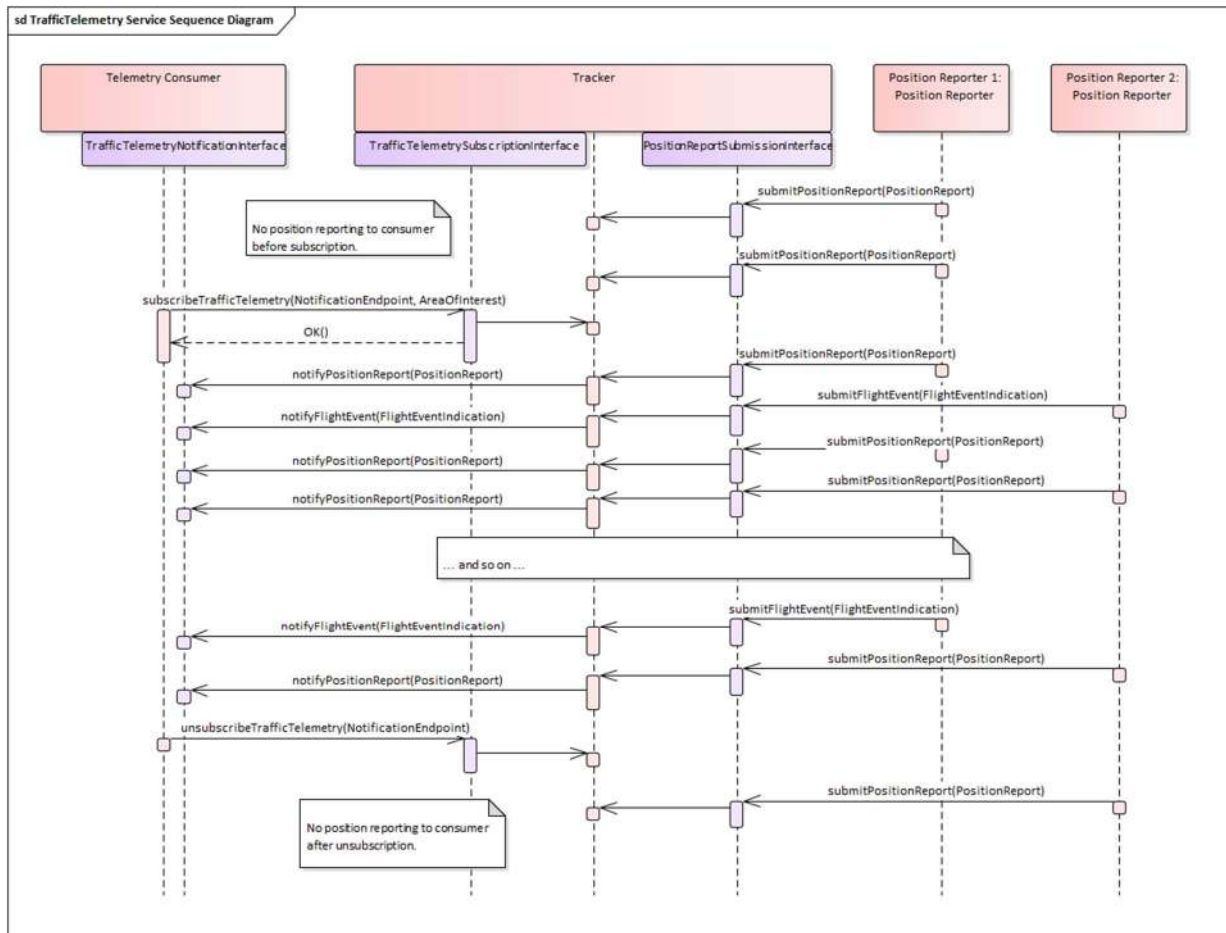 sd TrafficTelemetry Service Sequence Diagram
Telemetry Consumer
Tracker
Position Reporter 1:
Position Reporter
Position Reporter 2:
Position Reporter
TrafficTelemetryNotificationInterface
TrafficTelemetrySubscriptionInterface
PositionReportSubmissionInterface
submitPositionReport(PositionReport)
No position reporting to consumer
before subscription.
submitPositionReport(PositionReport)
subscribeTrafficTelemetry(NotificationEndpoint, AreaOfInterest)
OK()
submitPositionReport(PositionReport)
notifyPositionReport(PositionReport)
submitFlightEvent(FlightEventIndication)
notifyFlightEvent(FlightEventIndication)
submitPositionReport(PositionReport)
notifyPositionReport(PositionReport)
submitPositionReport(PositionReport)
notifyPositionReport(PositionReport)
... and so on ...
submitFlightEvent(FlightEventIndication)
notifyFlightEvent(FlightEventIndication)
submitPositionReport(PositionReport)
notifyPositionReport(PositionReport)
unsubscribeTrafficTelemetry(NotificationEndpoint)
submitPositionReport(PositionReport)
No position reporting to consumer
after unsubscription.